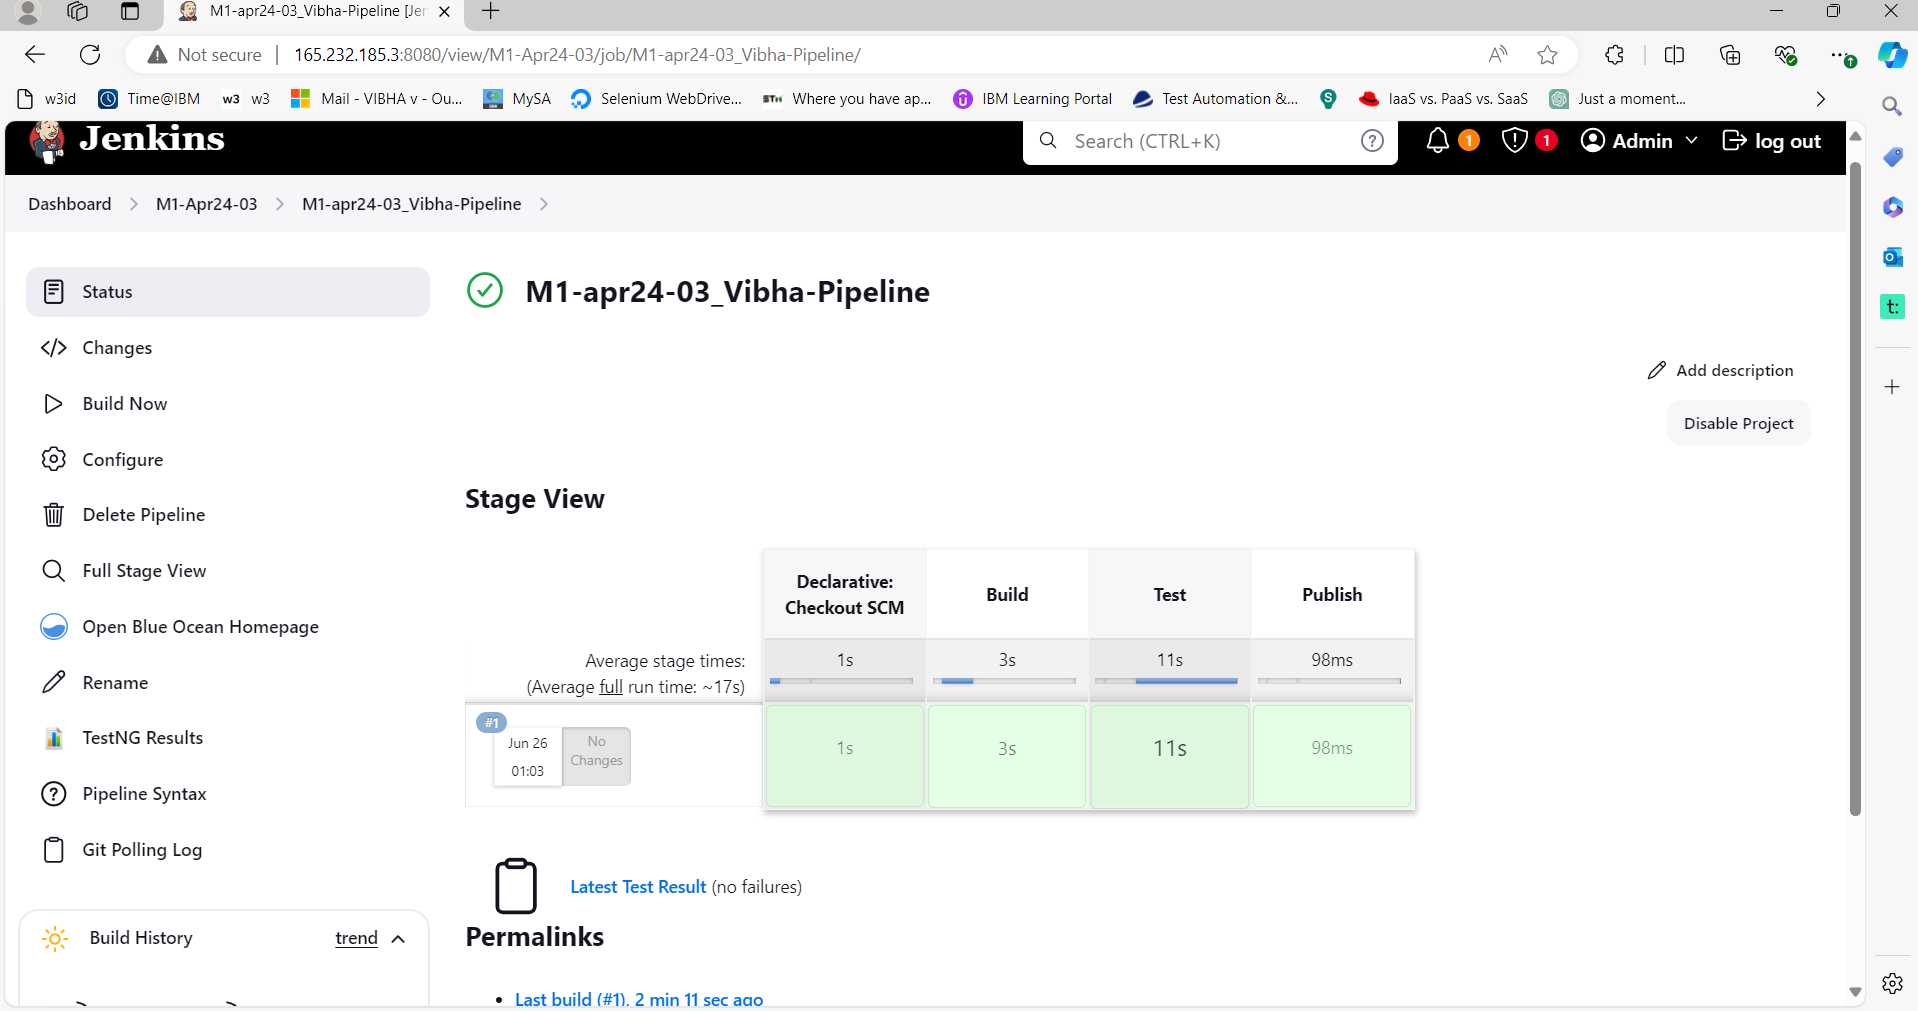 M1-apr24-03_Vibha-Pipeline [Jer
Not secure
165.232.185.3:8080/view/M1-Apr24-03/job/M1-apr24-03_Vibha-Pipeline/
w3id
Time@IBM
w3 w3
Mail - VIBHA v - Ou...
MySA
Selenium WebDrive...
STH Where you have ap...
IBM Learning Portal
Test Automation &...
S
IaaS vs. PaaS vs. SaaS
Just a moment...
Jenkins
Search (CTRL+K)
1
1
Admin
log out
Dashboard
M1-Apr24-03
M1-apr24-03_Vibha-Pipeline
Status
Changes
Build Now
Configure
Delete Pipeline
Full Stage View
Open Blue Ocean Homepage
Rename
TestNG Results
Pipeline Syntax
Git Polling Log
Build History
trend
M1-apr24-03_Vibha-Pipeline
Add description
Disable Project
Stage View
Declarative:
Checkout SCM
Build
Test
Publish
Average stage times:
(Average full run time: ~17s)
1s
3s
11s
98ms
#1
Jun 26
01:03
No
Changes
1s
3s
11s
98ms
Latest Test Result (no failures)
Permalinks
Last build (#1), 2 min 11 sec ago
t: